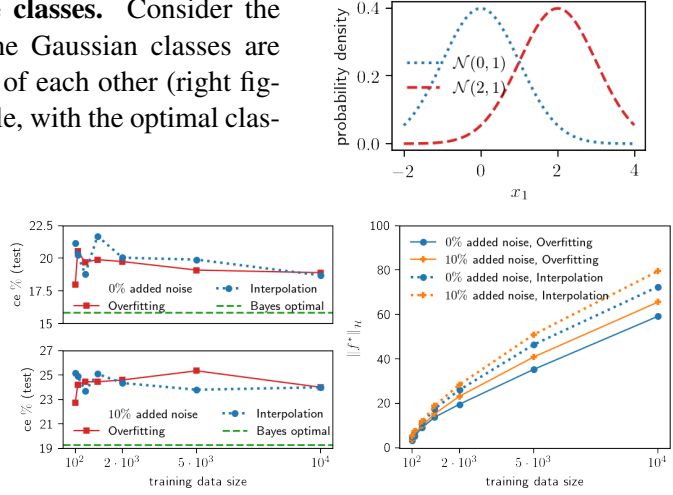 e classes. Consider the
ne Gaussian classes are
of each other (right fig-
le, with the optimal clas-
probability density
0.4
0.2
0.0
N(0, 1)
N(2, 1)
−2 0 2 4
x₁
ce % (test)
22.5
20
17.5
15
0% added noise
Overfitting
Interpolation
Bayes optimal
ce % (test)
27
25
23
21
19
10% added noise
Overfitting
Interpolation
Bayes optimal
10² 2 · 10³ 5 · 10³ 10⁴
training data size
‖f*‖_H
100
80
60
40
20
0
0% added noise, Overfitting
10% added noise, Overfitting
0% added noise, Interpolation
10% added noise, Interpolation
10² 2 · 10³ 5 · 10³ 10⁴
training data size